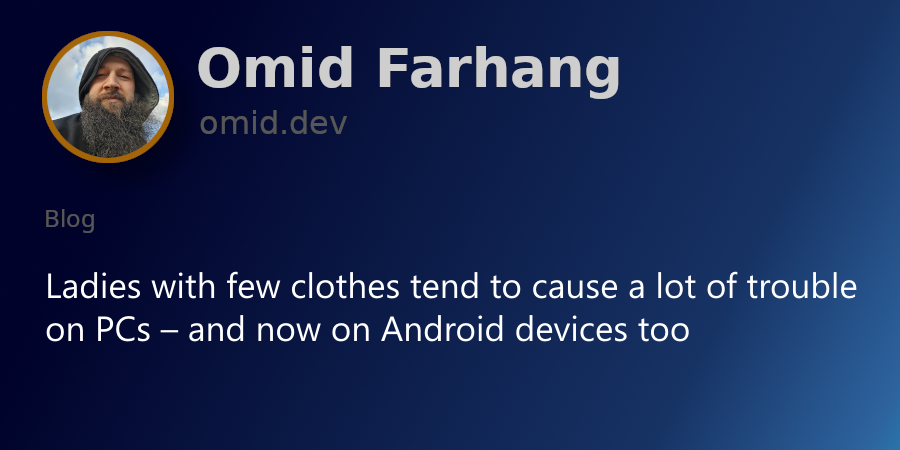 Omid Farhang
omid.dev
Blog
Ladies with few clothes tend to cause a lot of trouble
on PCs – and now on Android devices too